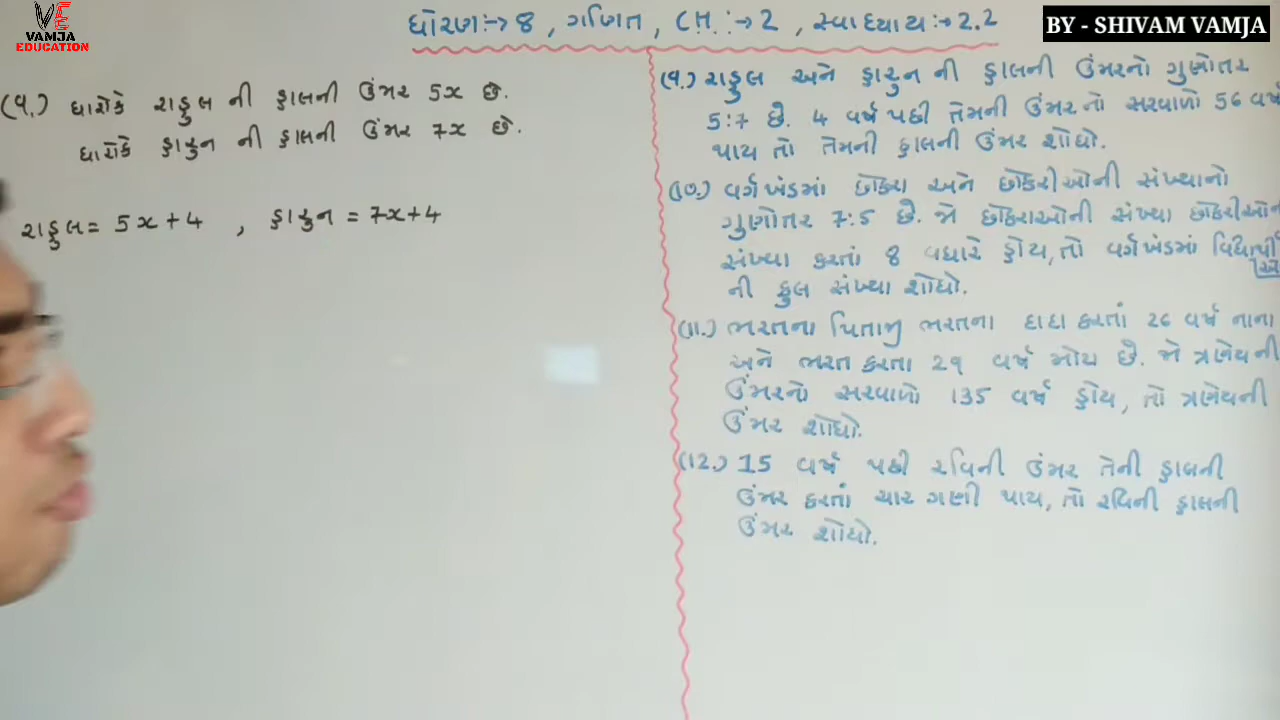 VE
VAMJA
EDUCATION
ધોરણ:→ 8 , ગણિત , CH.:→ 2 , સ્વાધ્યાય:→ 2.2
BY - SHIVAM VAMJA
(૧.) ધારોકે રાહુલ ની હાલની ઉંમર 5x છે.
ધારોકે હારુન ની હાલની ઉંમર 7x છે.
રાહુલ = 5x+4 , હારુન = 7x+4
(૧.) રાહુલ અને હારુન ની હાલની ઉંમરનો ગુણોતર
5:7 છે. 4 વર્ષ પછી તેમની ઉંમરનો સરવાળો 56 વર્ષ
થાય તો તેમની હાલની ઉંમર શોધો.
(10.) વર્ગખંડમાં છોકરા અને છોકરીઓની સંખ્યાનો
ગુણોતર 7:5 છે. જો છોકરાઓની સંખ્યા છોકરીઓની
સંખ્યા કરતાં 8 વધારે હોય, તો વર્ગખંડમાં વિદ્યાર્થી
ની કુલ સંખ્યા શોધો.
(11.) ભરતના પિતાજી ભરતના દાદા કરતાં 26 વર્ષ નાના
અને ભરત કરતા 2૧ વર્ષ મોટા છે. જો ત્રણેયની
ઉંમરનો સરવાળો 135 વર્ષ હોય, તો ત્રણેયની
ઉંમર શોધો.
(12.) 15 વર્ષ પછી રવિની ઉંમર તેની હાલની
ઉંમર કરતાં ચાર ગણી થાય, તો રવિની હાલની
ઉંમર શોધો.